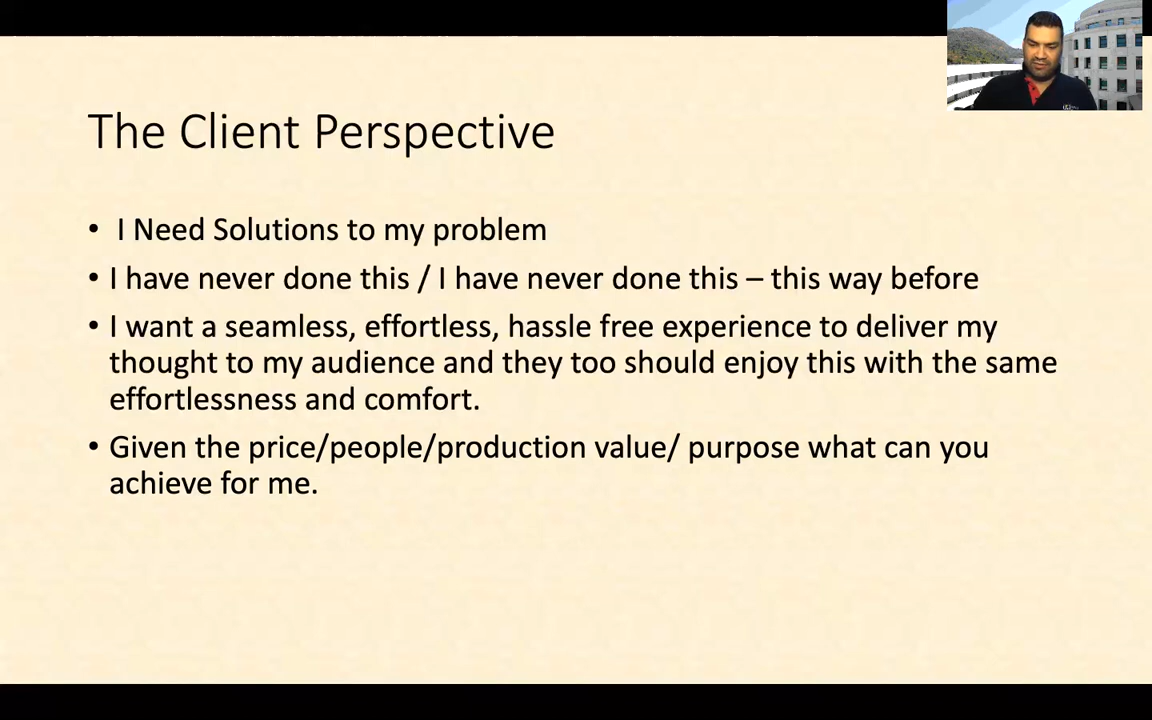 The Client Perspective
• I Need Solutions to my problem
• I have never done this / I have never done this – this way before
• I want a seamless, effortless, hassle free experience to deliver my
thought to my audience and they too should enjoy this with the same
effortlessness and comfort.
• Given the price/people/production value/ purpose what can you
achieve for me.